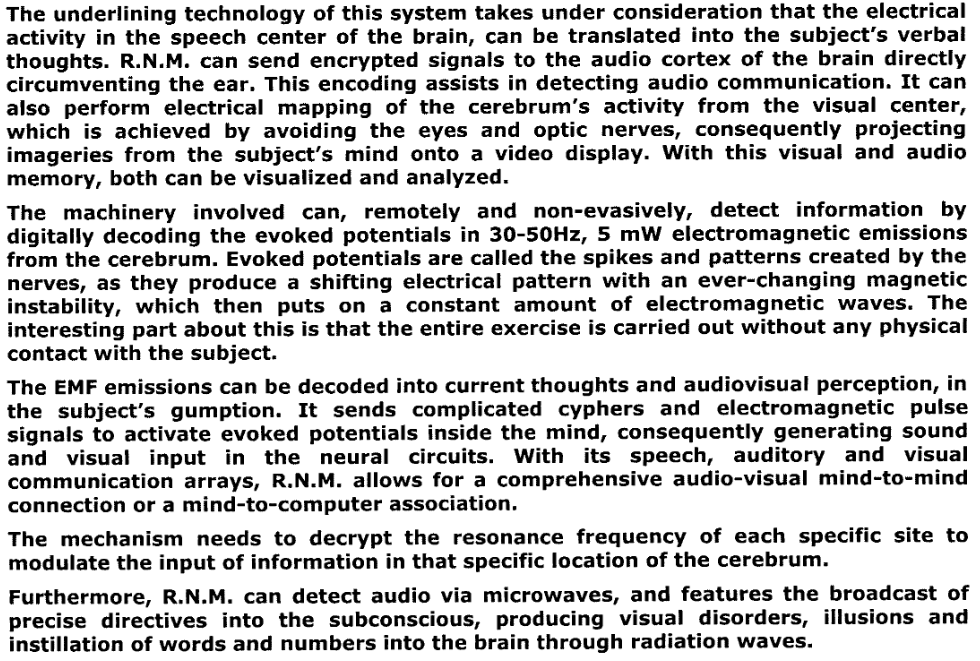 The underlining technology of this system takes under consideration that the electrical
activity in the speech center of the brain, can be translated into the subject's verbal
thoughts. R.N.M. can send encrypted signals to the audio cortex of the brain directly
circumventing the ear. This encoding assists in detecting audio communication. It can
also perform electrical mapping of the cerebrum's activity from the visual center,
which is achieved by avoiding the eyes and optic nerves, consequently projecting
imageries from the subject's mind onto a video display. With this visual and audio
memory, both can be visualized and analyzed.
The machinery involved can, remotely and non-evasively, detect information by
digitally decoding the evoked potentials in 30-50Hz, 5 mW electromagnetic emissions
from the cerebrum. Evoked potentials are called the spikes and patterns created by the
nerves, as they produce a shifting electrical pattern with an ever-changing magnetic
instability, which then puts on a constant amount of electromagnetic waves. The
interesting part about this is that the entire exercise is carried out without any physical
contact with the subject.
The EMF emissions can be decoded into current thoughts and audiovisual perception, in
the subject's gumption. It sends complicated cyphers and electromagnetic pulse
signals to activate evoked potentials inside the mind, consequently generating sound
and visual input in the neural circuits. With its speech, auditory and visual
communication arrays, R.N.M. allows for a comprehensive audio-visual mind-to-mind
connection or a mind-to-computer association.
The mechanism needs to decrypt the resonance frequency of each specific site to
modulate the input of information in that specific location of the cerebrum.
Furthermore, R.N.M. can detect audio via microwaves, and features the broadcast of
precise directives into the subconscious, producing visual disorders, illusions and
instillation of words and numbers into the brain through radiation waves.